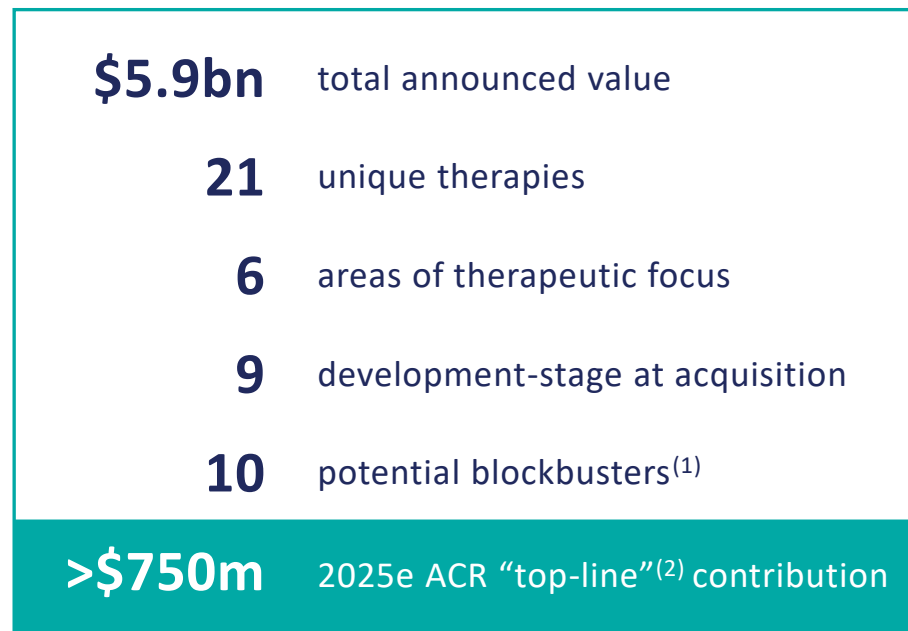 $5.9bn total announced value
21 unique therapies
6 areas of therapeutic focus
9 development-stage at acquisition
10 potential blockbusters(1)
>$750m 2025e ACR “top-line”(2) contribution